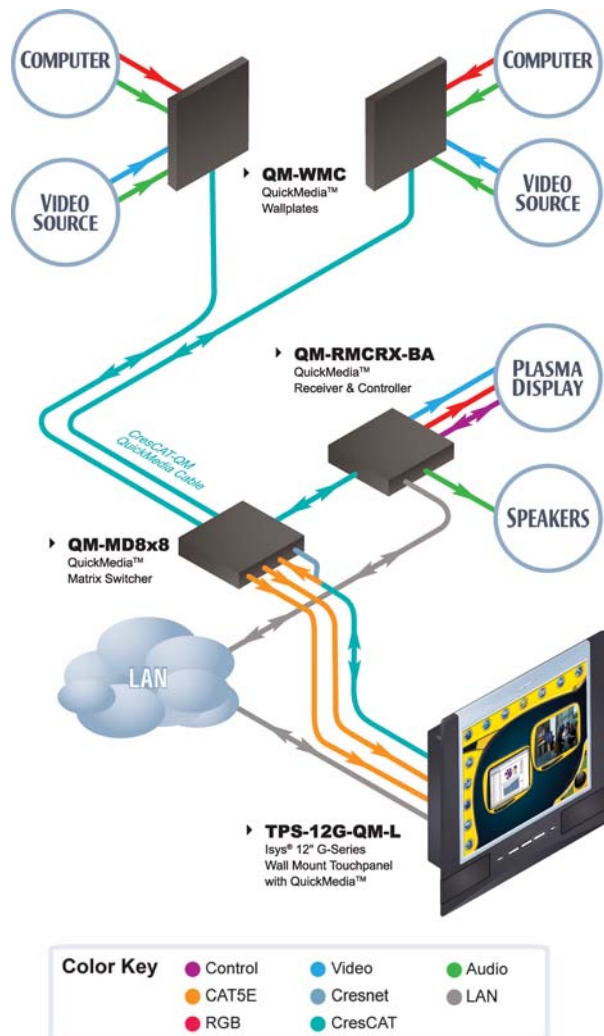 COMPUTER
COMPUTER
VIDEO
SOURCE
QM-WMC
QuickMedia™
Wallplates
VIDEO
SOURCE
QM-RMCRX-BA
QuickMedia™
Receiver & Controller
PLASMA
DISPLAY
CresCAT-QM
QuickMedia Cable
SPEAKERS
QM-MD8x8
QuickMedia™
Matrix Switcher
LAN
TPS-12G-QM-L
Isys® 12" G-Series
Wall Mount Touchpanel
with QuickMedia™
Color Key
Control
Video
Audio
CAT5E
Cresnet
LAN
RGB
CresCAT